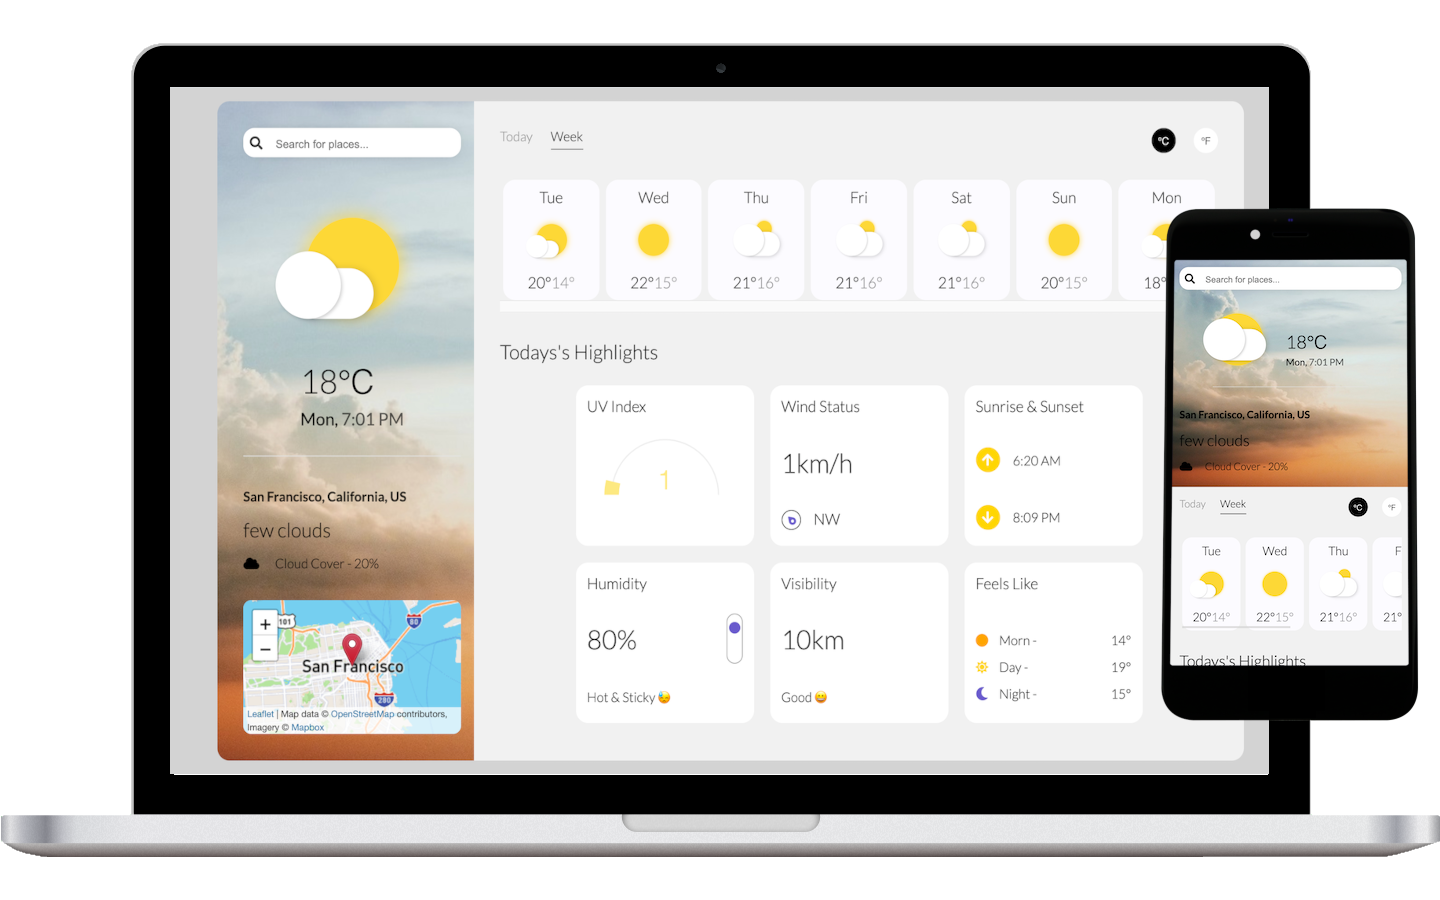 Search for places...
18°C
Mon, 7:01 PM
San Francisco, California, US
few clouds
Cloud Cover - 20%
+
−
101
80
San Francisco
280
Leaflet | Map data © OpenStreetMap contributors,
Imagery © Mapbox
Today Week
°C °F
Tue Wed Thu Fri Sat Sun Mon
20°14° 22°15° 21°16° 21°16° 21°16° 20°15° 18°
Todays's Highlights
UV Index
1
Wind Status
1km/h
NW
Sunrise & Sunset
6:20 AM
8:09 PM
Humidity
80%
Hot & Sticky 😓
Visibility
10km
Good 😄
Feels Like
Morn - 14°
Day - 19°
Night - 15°
Search for places...
18°C
Mon, 7:01 PM
San Francisco, California, US
few clouds
Cloud Cover - 20%
Today Week
°C °F
Tue Wed Thu F
20°14° 22°15° 21°16° 21°
Todays's Highlights